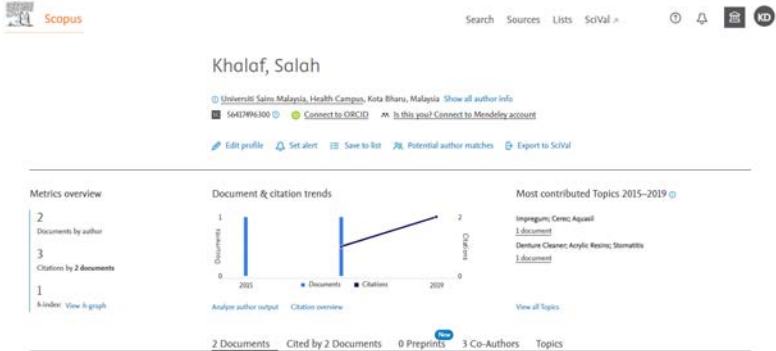 Scopus
Search Sources Lists SciVal ↗ KD
Khalaf, Salah
Universiti Sains Malaysia, Health Campus, Kota Bharu, Malaysia Show all author info
SC 56417496300 Connect to ORCID Is this you? Connect to Mendeley account
Edit profile Set alert Save to list Potential author matches Export to SciVal
Metrics overview
2
Documents by author
3
Citations by 2 documents
1
h-index: View h-graph
Document & citation trends
1
0
Documents
2
0
Citations
2015 Documents Citations 2019
Analyze author output Citation overview
Most contributed Topics 2015–2019
Impregum; Cerec; Aquasil
1 document
Denture Cleaner; Acrylic Resins; Stomatitis
1 document
View all Topics
New
2 Documents Cited by 2 Documents 0 Preprints 3 Co-Authors Topics